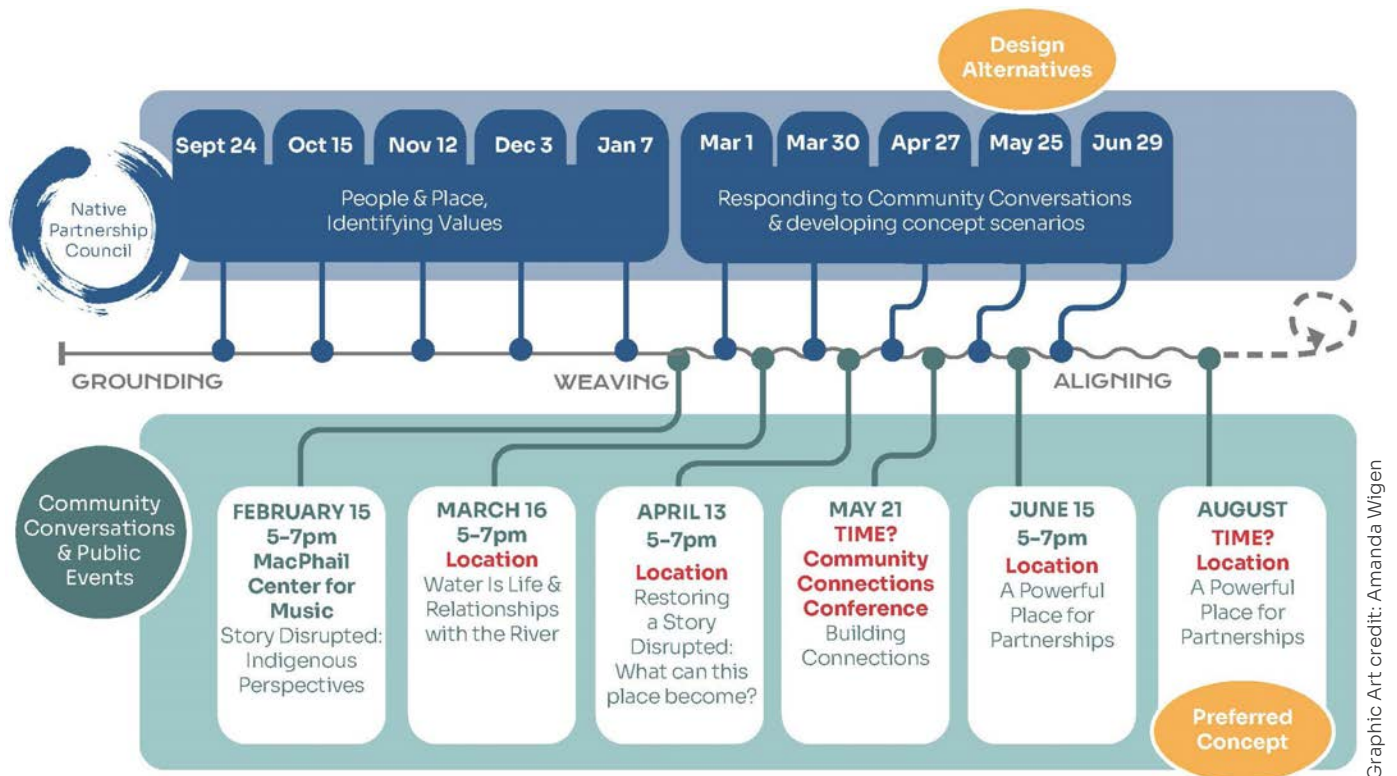 Design
Alternatives
Sept 24
Oct 15
Nov 12
Dec 3
Jan 7
Mar 1
Mar 30
Apr 27
May 25
Jun 29
Native
Partnership
Council
People & Place,
Identifying Values
Responding to Community Conversations
& developing concept scenarios
GROUNDING
WEAVING
ALIGNING
Community
Conversations
& Public
Events
FEBRUARY 15
5-7pm
MacPhail
Center for
Music
Story Disrupted:
Indigenous
Perspectives
MARCH 16
5-7pm
Location
Water Is Life &
Relationships
with the River
APRIL 13
5-7pm
Location
Restoring
a Story
Disrupted:
What can this
place become?
MAY 21
TIME?
Community
Connections
Conference
Building
Connections
JUNE 15
5-7pm
Location
A Powerful
Place for
Partnerships
AUGUST
TIME?
Location
A Powerful
Place for
Partnerships
Preferred
Concept
Graphic Art credit: Amanda Wigen